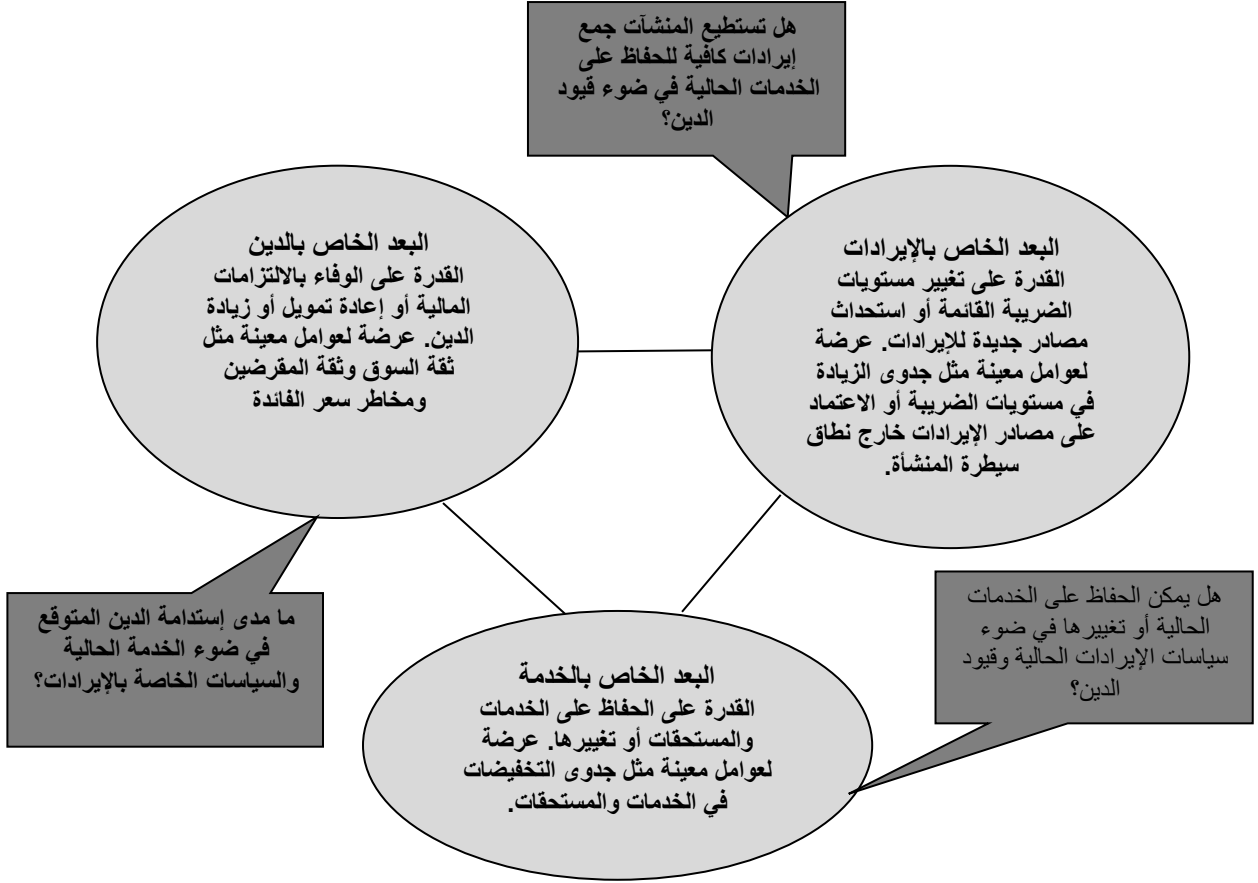 هل تستطيع المنشآت جمع
إيرادات كافية للحفاظ على
الخدمات الحالية في ضوء قيود
الدين؟
البعد الخاص بالإيرادات
القدرة على تغيير مستويات
الضريبة القائمة أو استحداث
مصادر جديدة للإيرادات. عرضة
لعوامل معينة مثل جدوى الزيادة
في مستويات الضريبة أو الاعتماد
على مصادر الإيرادات خارج نطاق
سيطرة المنشأة.
البعد الخاص بالدين
القدرة على الوفاء بالالتزامات
المالية أو إعادة تمويل أو زيادة
الدين. عرضة لعوامل معينة مثل
ثقة السوق وثقة المقرضين
ومخاطر سعر الفائدة
هل يمكن الحفاظ على الخدمات
الحالية أو تغييرها في ضوء
سياسات الإيرادات الحالية وقيود
الدين؟
ما مدى إستدامة الدين المتوقع
في ضوء الخدمة الحالية
والسياسات الخاصة بالإيرادات؟
البعد الخاص بالخدمة
القدرة على الحفاظ على الخدمات
والمستحقات أو تغييرها. عرضة
لعوامل معينة مثل جدوى التخفيضات
في الخدمات والمستحقات.